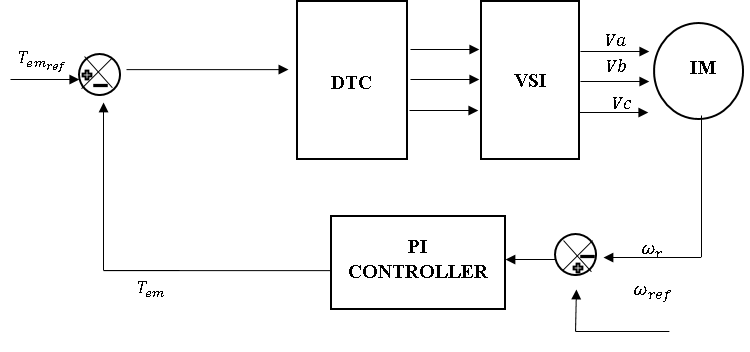 T_{em_{ref}}
DTC
VSI
Va
Vb
Vc
IM
PI
CONTROLLER
ω_r
T_{em}
ω_{ref}